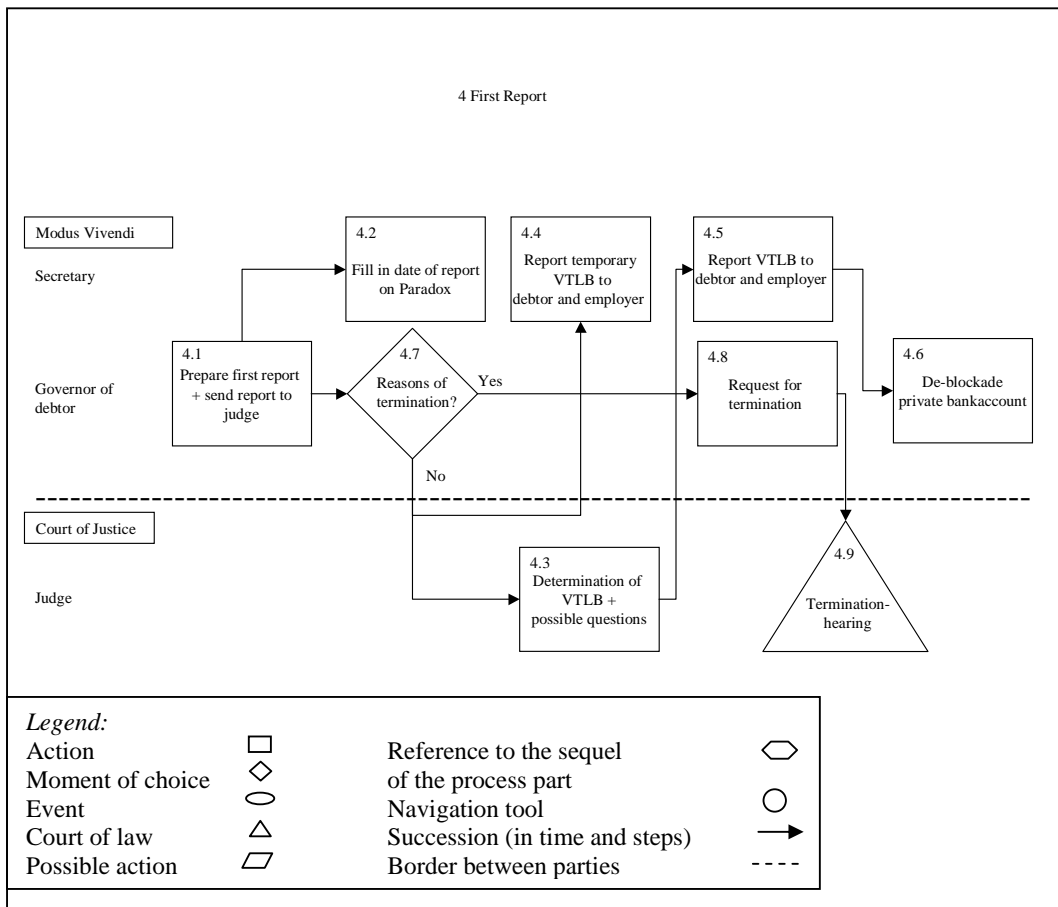 4 First Report
Modus Vivendi
Secretary
4.2
Fill in date of report
on Paradox
4.4
Report temporary
VTLB to
debtor and employer
4.5
Report VTLB to
debtor and employer
Governor of
debtor
4.1
Prepare first report
+ send report to
judge
4.7
Reasons of
termination?
Yes
No
4.8
Request for
termination
4.6
De-blockade
private bankaccount
Court of Justice
Judge
4.3
Determination of
VTLB +
possible questions
4.9
Termination-
hearing
Legend:
Action
Moment of choice
Event
Court of law
Possible action
Reference to the sequel
of the process part
Navigation tool
Succession (in time and steps)
Border between parties